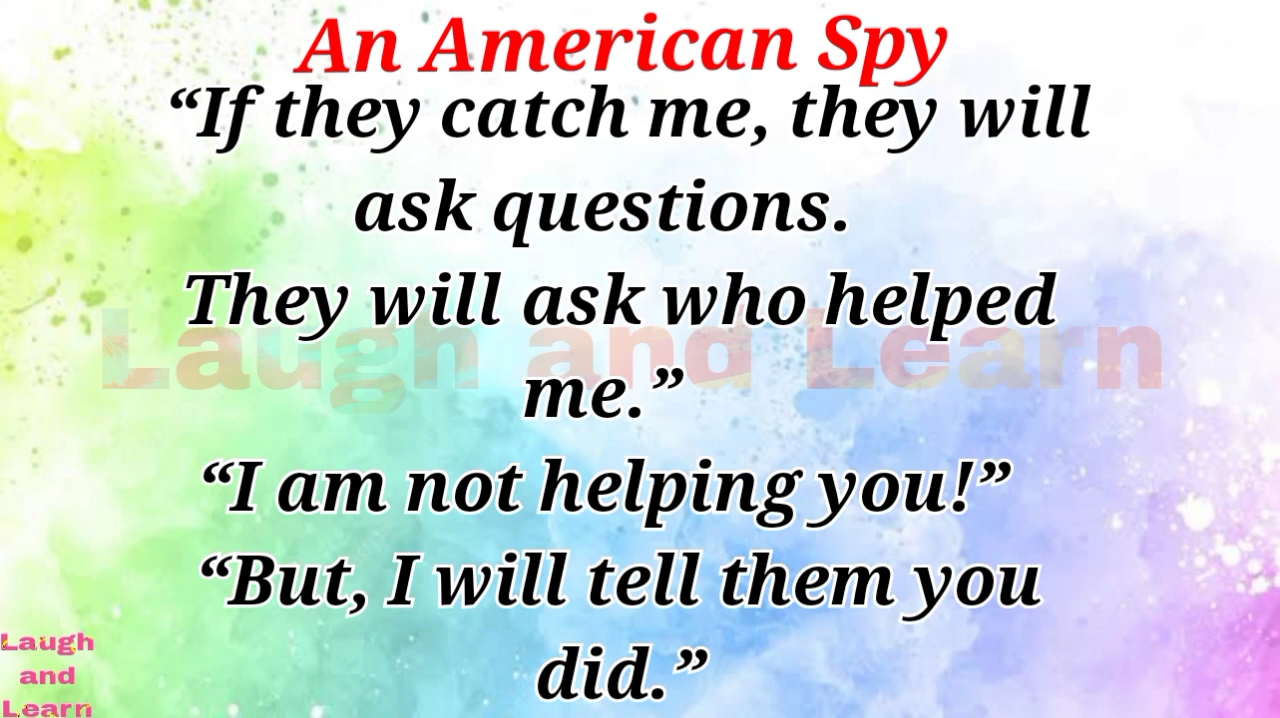 An American Spy
“If they catch me, they will
ask questions.
They will ask who helped
me.”
“I am not helping you!”
“But, I will tell them you
did.”
Laugh and Learn
Laugh
and
Learn